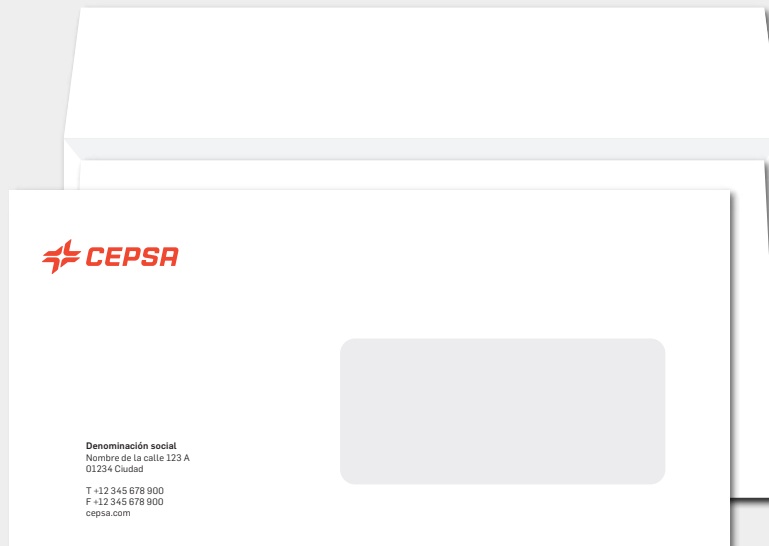 CEPSA
Denominación social
Nombre de la calle 123 A
01234 Ciudad
T +12 345 678 900
F +12 345 678 900
cepsa.com